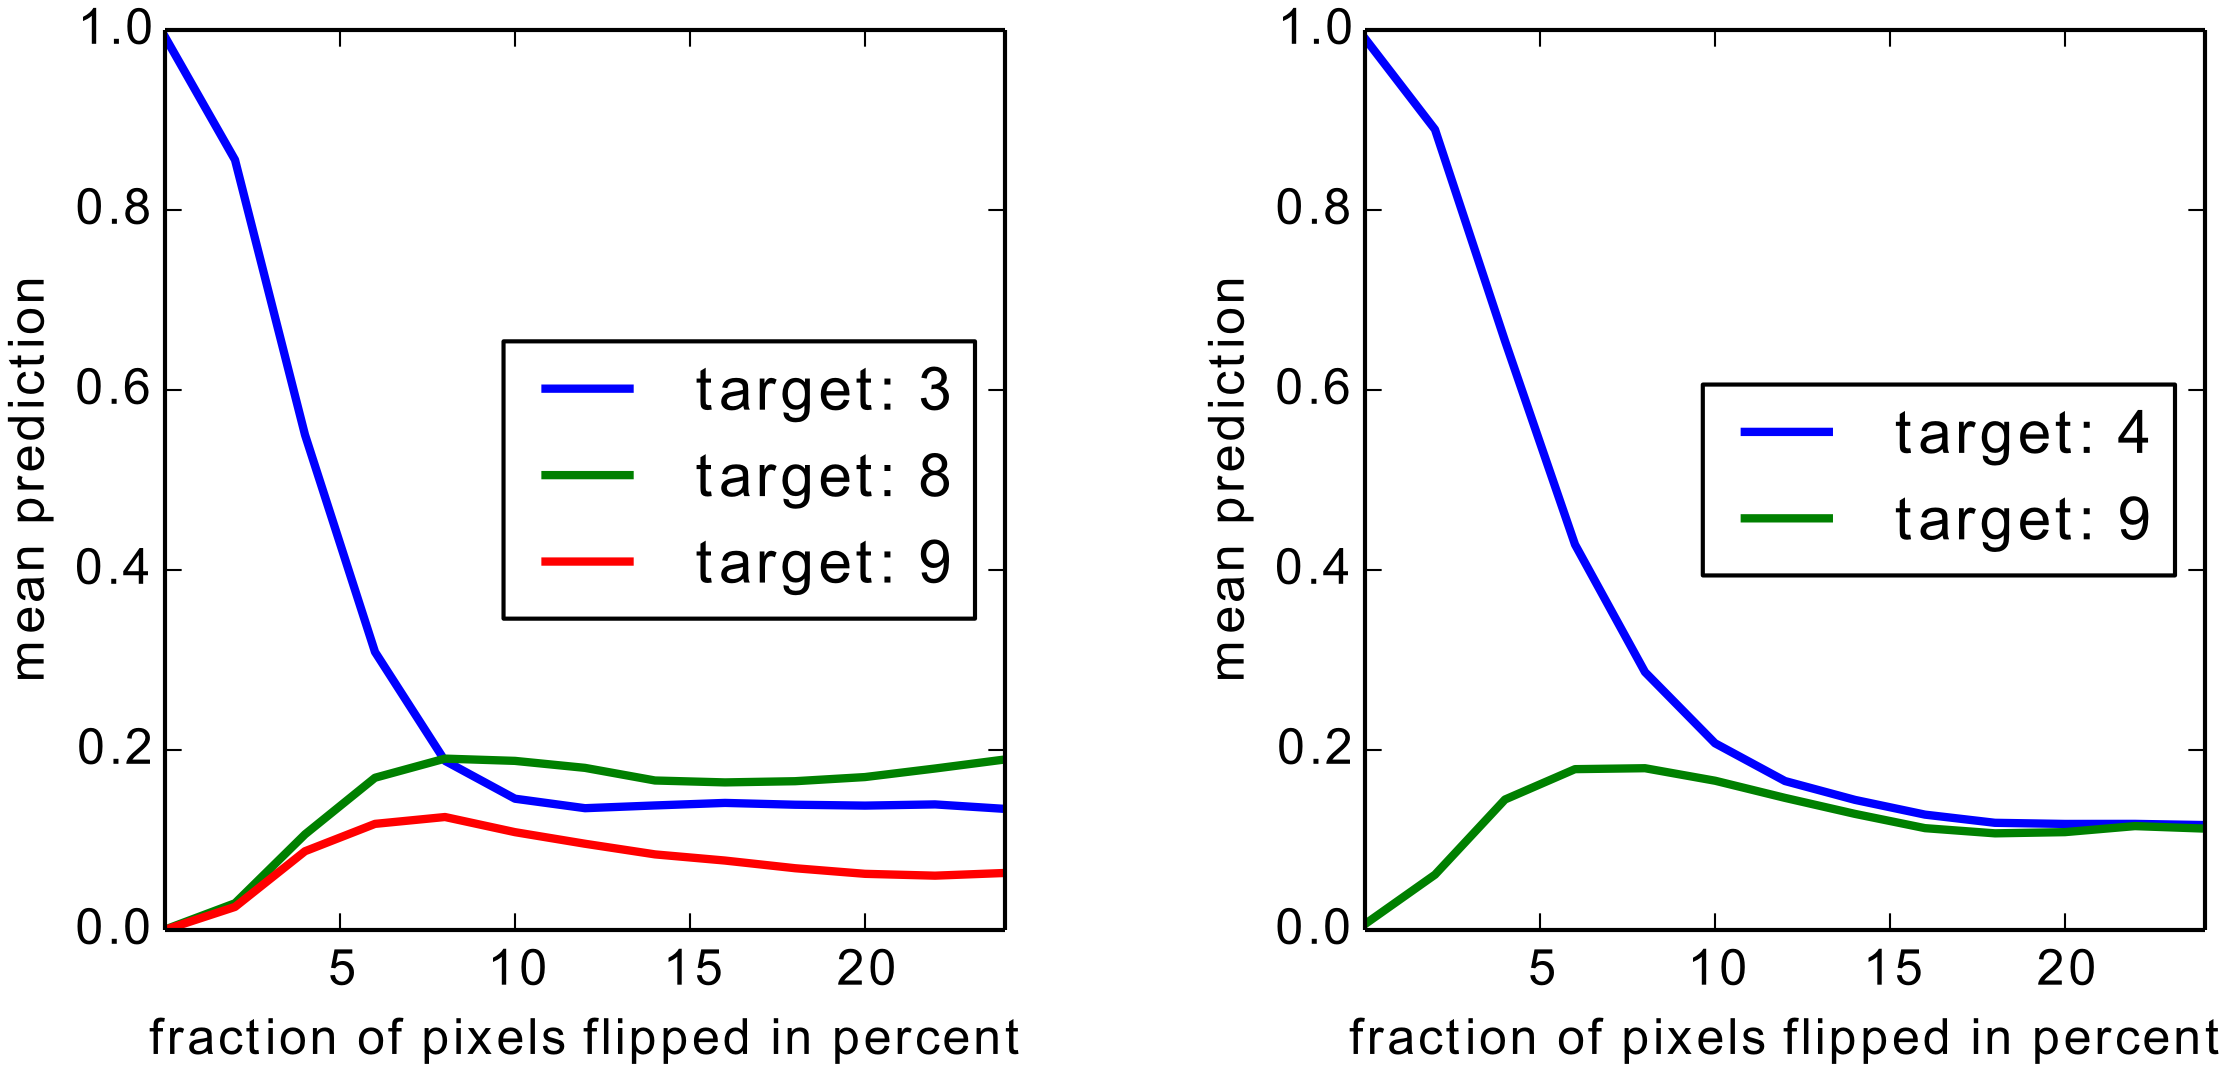 1.0
0.8
0.6
0.4
0.2
0.0
mean prediction
target: 3
target: 8
target: 9
5 10 15 20
fraction of pixels flipped in percent
1.0
0.8
0.6
0.4
0.2
0.0
mean prediction
target: 4
target: 9
5 10 15 20
fraction of pixels flipped in percent